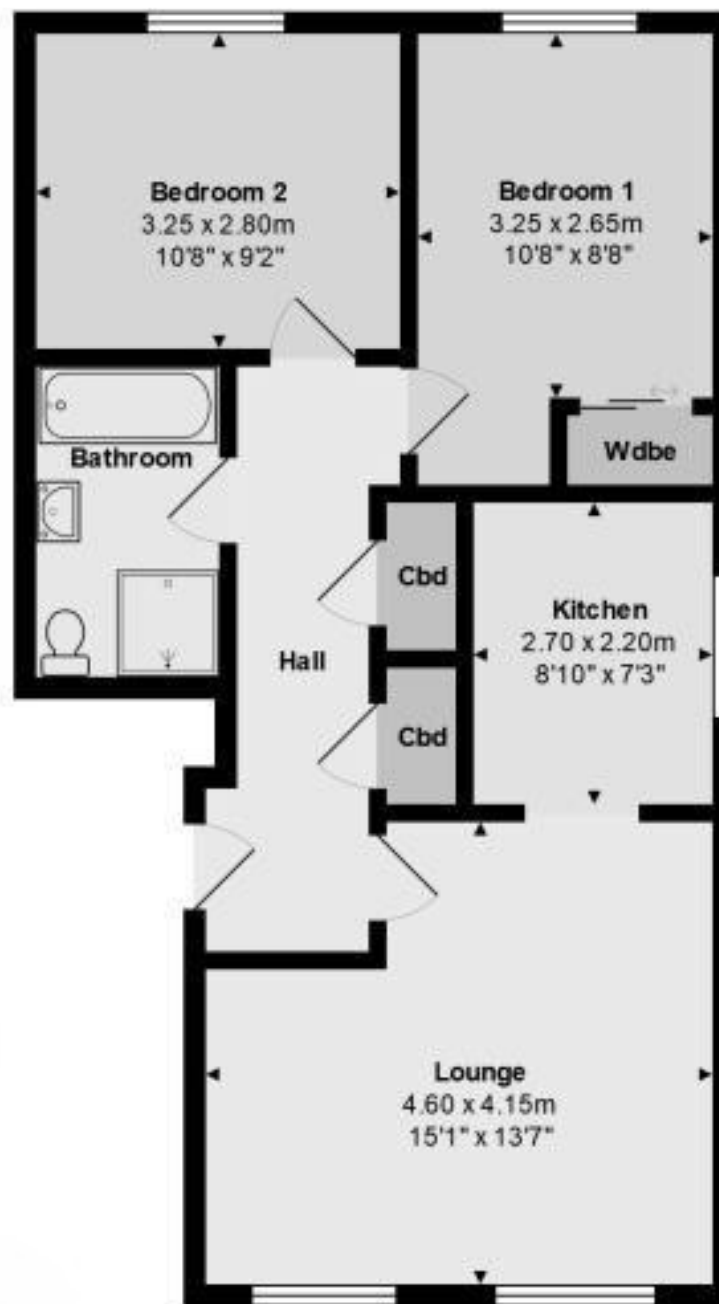 Bedroom 2
3.25 x 2.80m
10'8" x 9'2"
Bedroom 1
3.25 x 2.65m
10'8" x 8'8"
Bathroom
Wdbe
Cbd
Kitchen
2.70 x 2.20m
8'10" x 7'3"
Hall
Cbd
Lounge
4.60 x 4.15m
15'1" x 13'7"